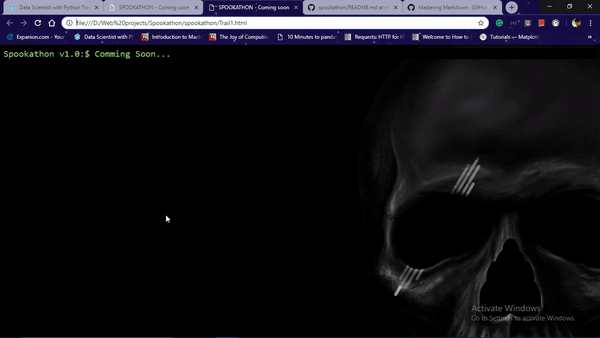 Data Scientist with Python Tra
SPOOKATHON - Coming soon
SPOOKATHON - Coming soon
spookathon/README.md at m
Mastering Markdown · GitHub
file:///D:/Web%20projects/Spookathon/spookathon/Trail1.html
Expanion.com - Your
Data Scientist with P
Introduction to Mach
The Joy of Computin
10 Minutes to panda
Requests: HTTP for H
Welcome to How To
Tutorials — Matplotl
Spookathon v1.0:$ Comming Soon...
Activate Windows
Go to Settings to activate Windows.